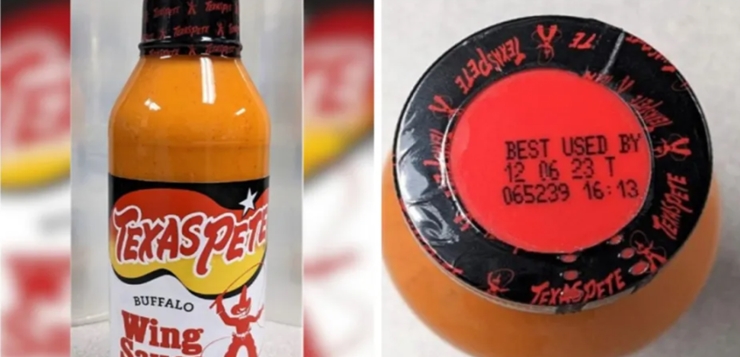 TEXAS PETE
BUFFALO
Wing
BEST USED BY
12 06 23 T
065239 16:13
TEXAS PETE
TEXAS PETE
TEXAS PETE